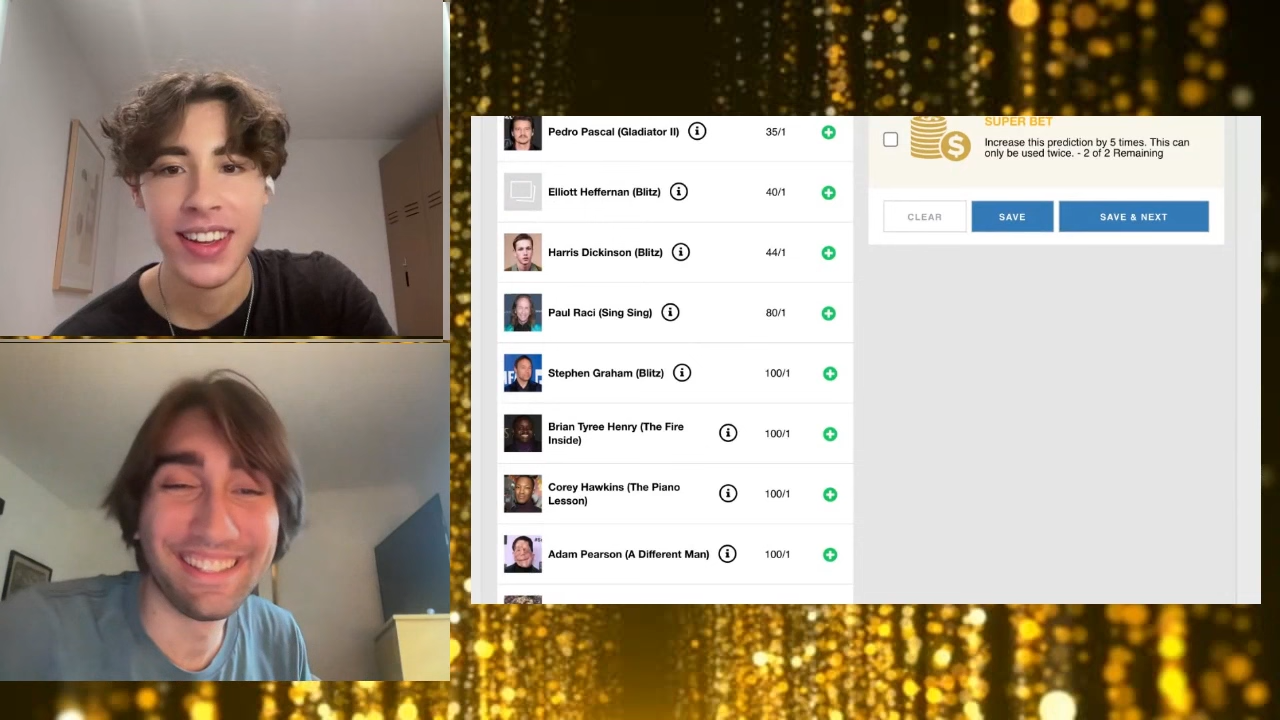 Pedro Pascal (Gladiator II)
35/1
Elliott Heffernan (Blitz)
40/1
Harris Dickinson (Blitz)
44/1
Paul Raci (Sing Sing)
80/1
Stephen Graham (Blitz)
100/1
Brian Tyree Henry (The Fire
Inside)
100/1
Corey Hawkins (The Piano
Lesson)
100/1
Adam Pearson (A Different Man)
100/1
SUPER BET
Increase this prediction by 5 times. This can
only be used twice. - 2 of 2 Remaining
CLEAR
SAVE
SAVE & NEXT